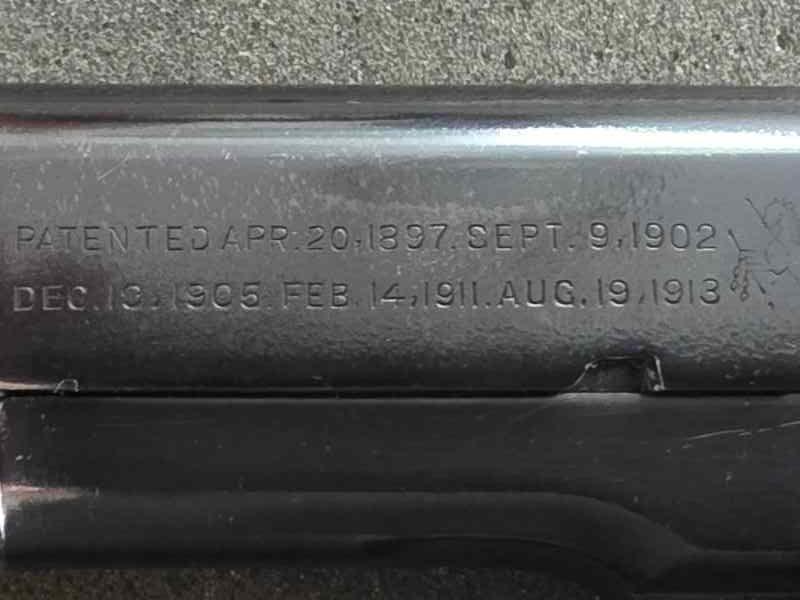 PATENTED APR. 20, 1897. SEPT. 9, 1902
DEC. 19, 1905. FEB. 14, 1911. AUG. 19, 1913